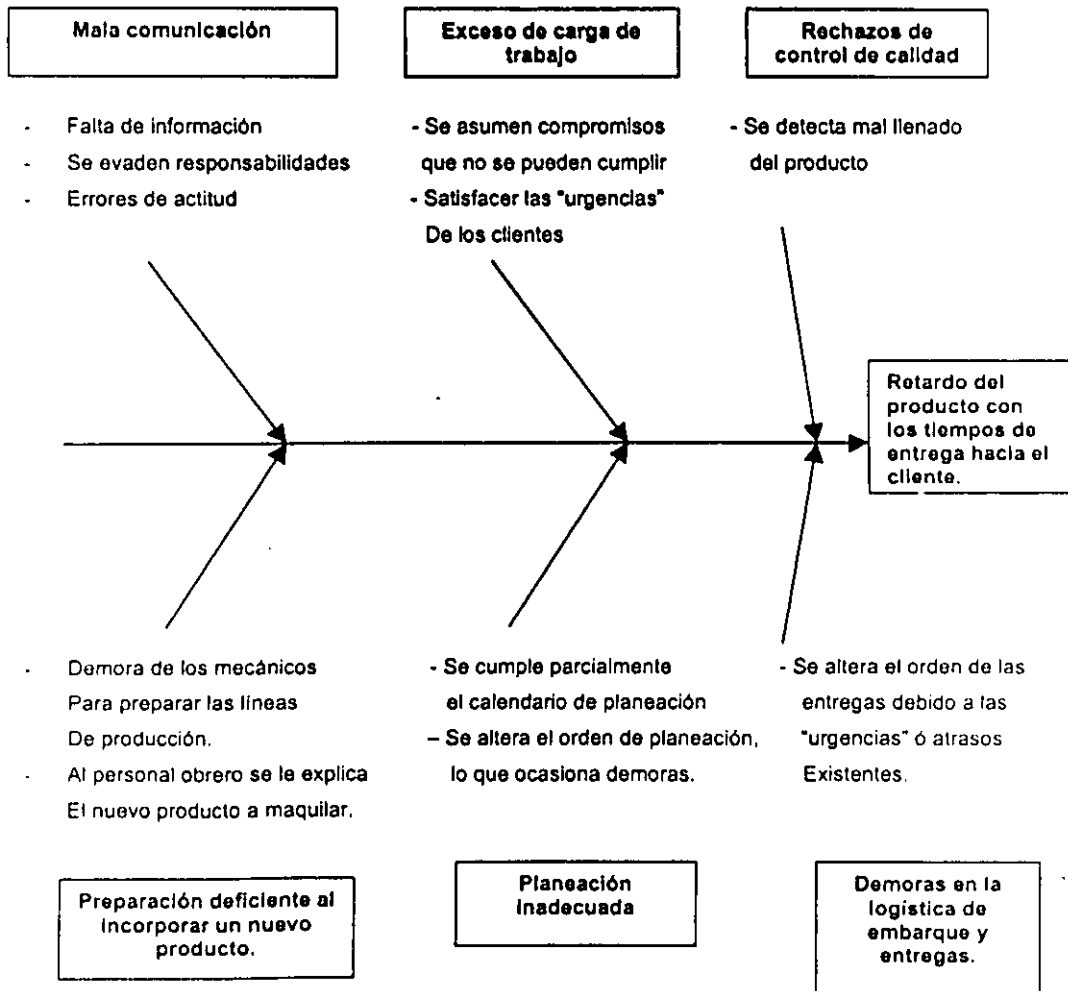 Mala comunicación
Exceso de carga de
trabajo
Rechazos de
control de calidad
- Falta de información
- Se evaden responsabilidades
- Errores de actitud
- Se asumen compromisos
que no se pueden cumplir
- Satisfacer las "urgencias"
De los clientes
- Se detecta mal llenado
del producto
Retardo del
producto con
los tiempos de
entrega hacia el
cliente.
- Demora de los mecánicos
Para preparar las líneas
De producción.
- Al personal obrero se le explica
El nuevo producto a maquilar.
- Se cumple parcialmente
el calendario de planeación
– Se altera el orden de planeación,
lo que ocasiona demoras.
- Se altera el orden de las
entregas debido a las
"urgencias" ó atrasos
Existentes.
Preparación deficiente al
incorporar un nuevo
producto.
Planeación
Inadecuada
Demoras en la
logística de
embarque y
entregas.